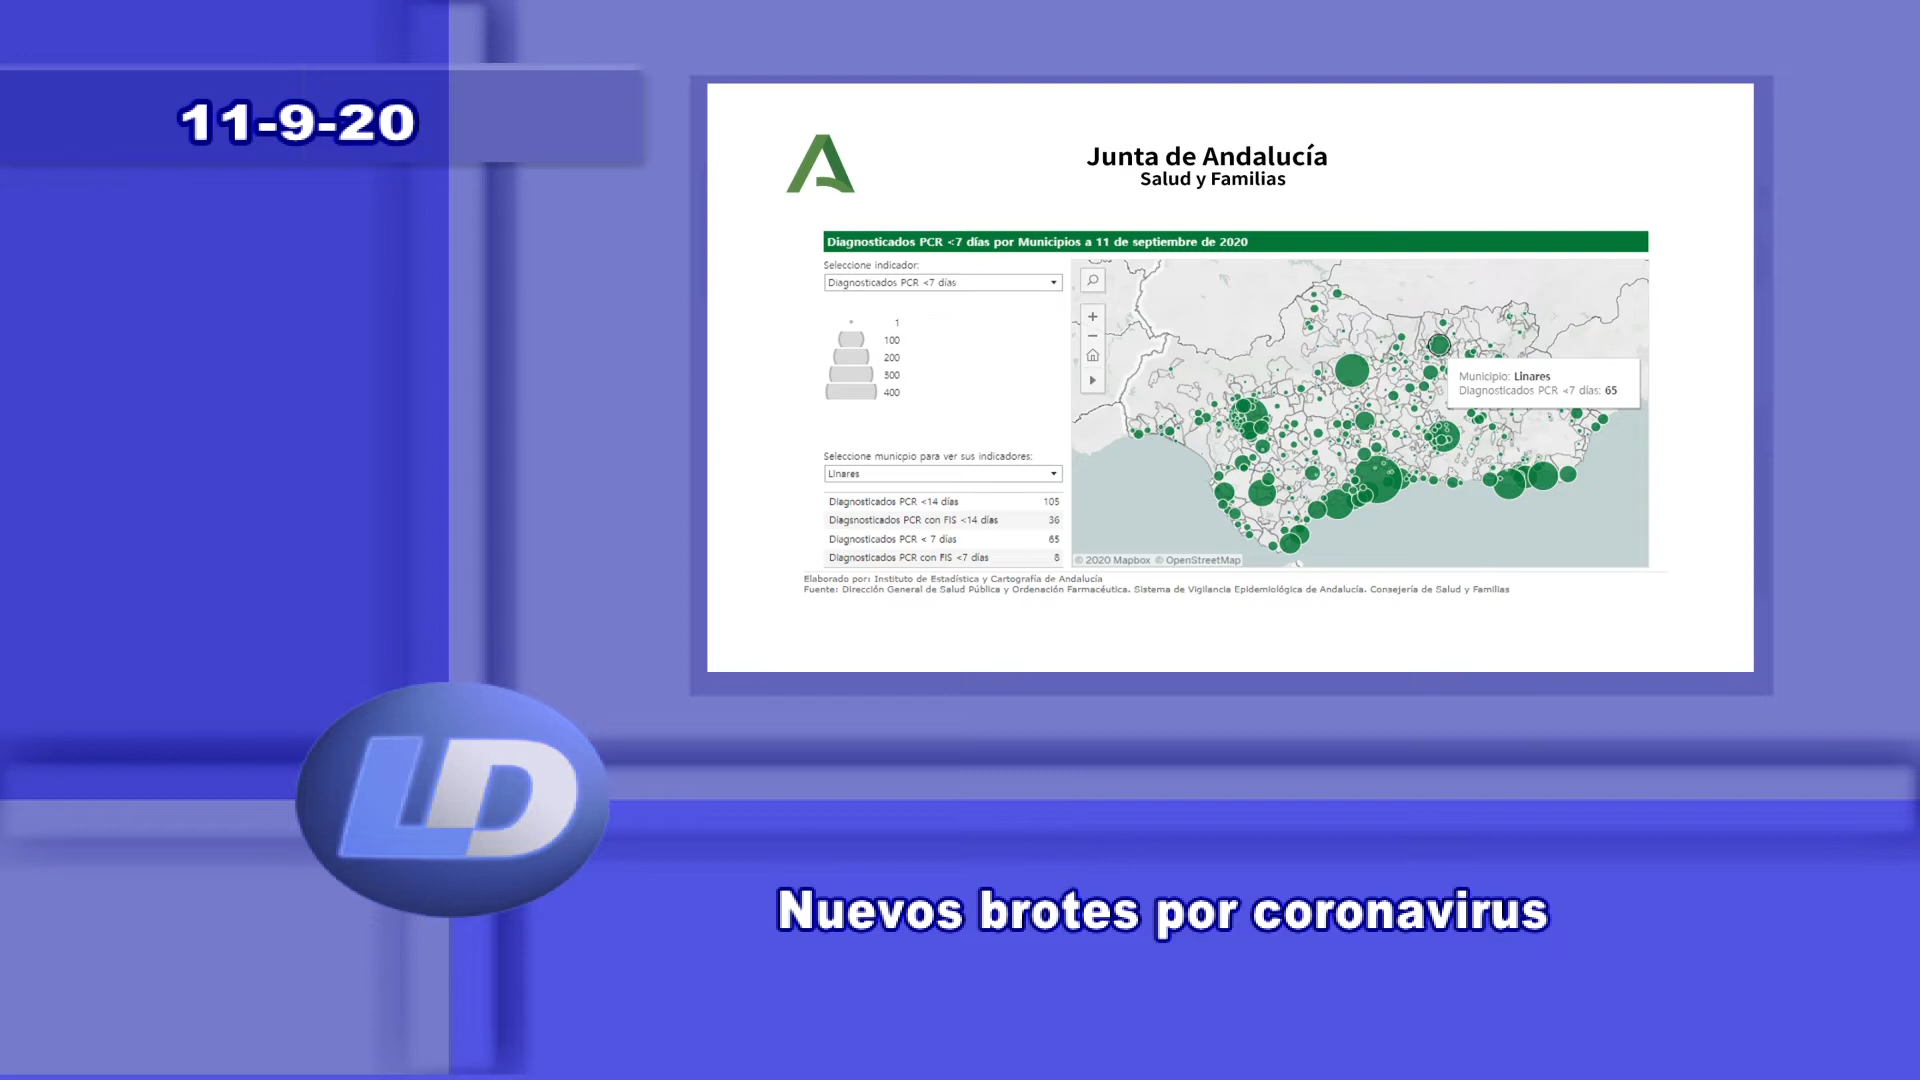 11-9-20
Junta de Andalucía
Salud y Familias
Diagnosticados PCR <7 días por Municipios a 11 de septiembre de 2020
Seleccione indicador:
Diagnosticados PCR <7 días
1
100
200
300
400
Municipio: Linares
Diagnosticados PCR <7 días: 65
Seleccione muncpio para ver sus indicadores:
Linares
Diagnosticados PCR <14 días 105
Diagsnosticados PCR con FIS <14 días 36
Diagnosticados PCR < 7 días 65
Diagnosticados PCR con FIS <7 días 8
© 2020 Mapbox © OpenStreetMap
Elaborado por: Instituto de Estadística y Cartografía de Andalucía
Fuente: Dirección General de Salud Pública y Ordenación Farmacéutica. Sistema de Vigilancia Epidemiológica de Andalucía. Consejería de Salud y Familias
LD
Nuevos brotes por coronavirus